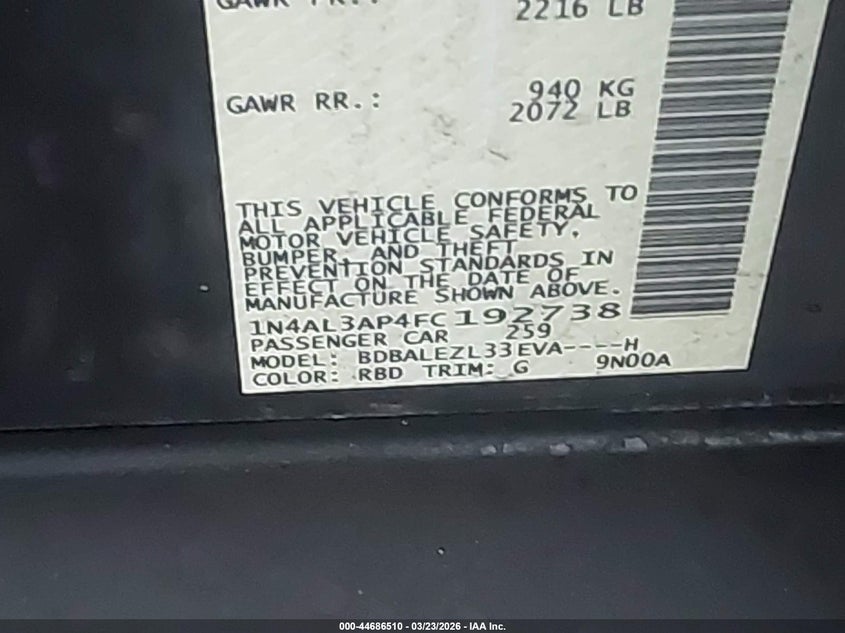 GAWR FR.:
2216 LB
940 KG
GAWR RR.: 2072 LB
THIS VEHICLE CONFORMS TO
ALL APPLICABLE FEDERAL
MOTOR VEHICLE SAFETY,
BUMPER, AND THEFT
PREVENTION STANDARDS IN
EFFECT ON THE DATE OF
MANUFACTURE SHOWN ABOVE.
1N4AL3AP4FC192738
PASSENGER CAR 259
MODEL: BDBALEZL33EVA----H
COLOR: RBD TRIM: G 9N00A
000-44686510 - 03/23/2026 - IAA Inc.